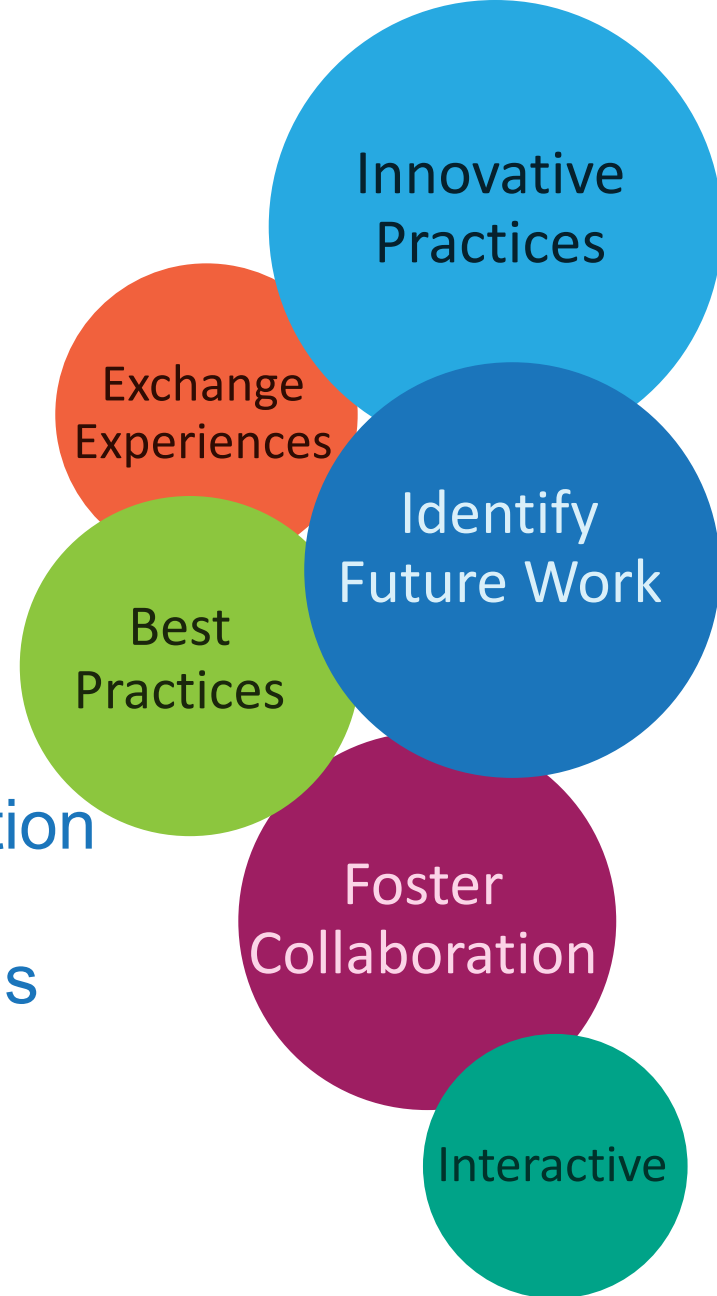 Innovative
Practices
Exchange
Experiences
Identify
Future Work
Best
Practices
tion
Foster
Collaboration
s
Interactive